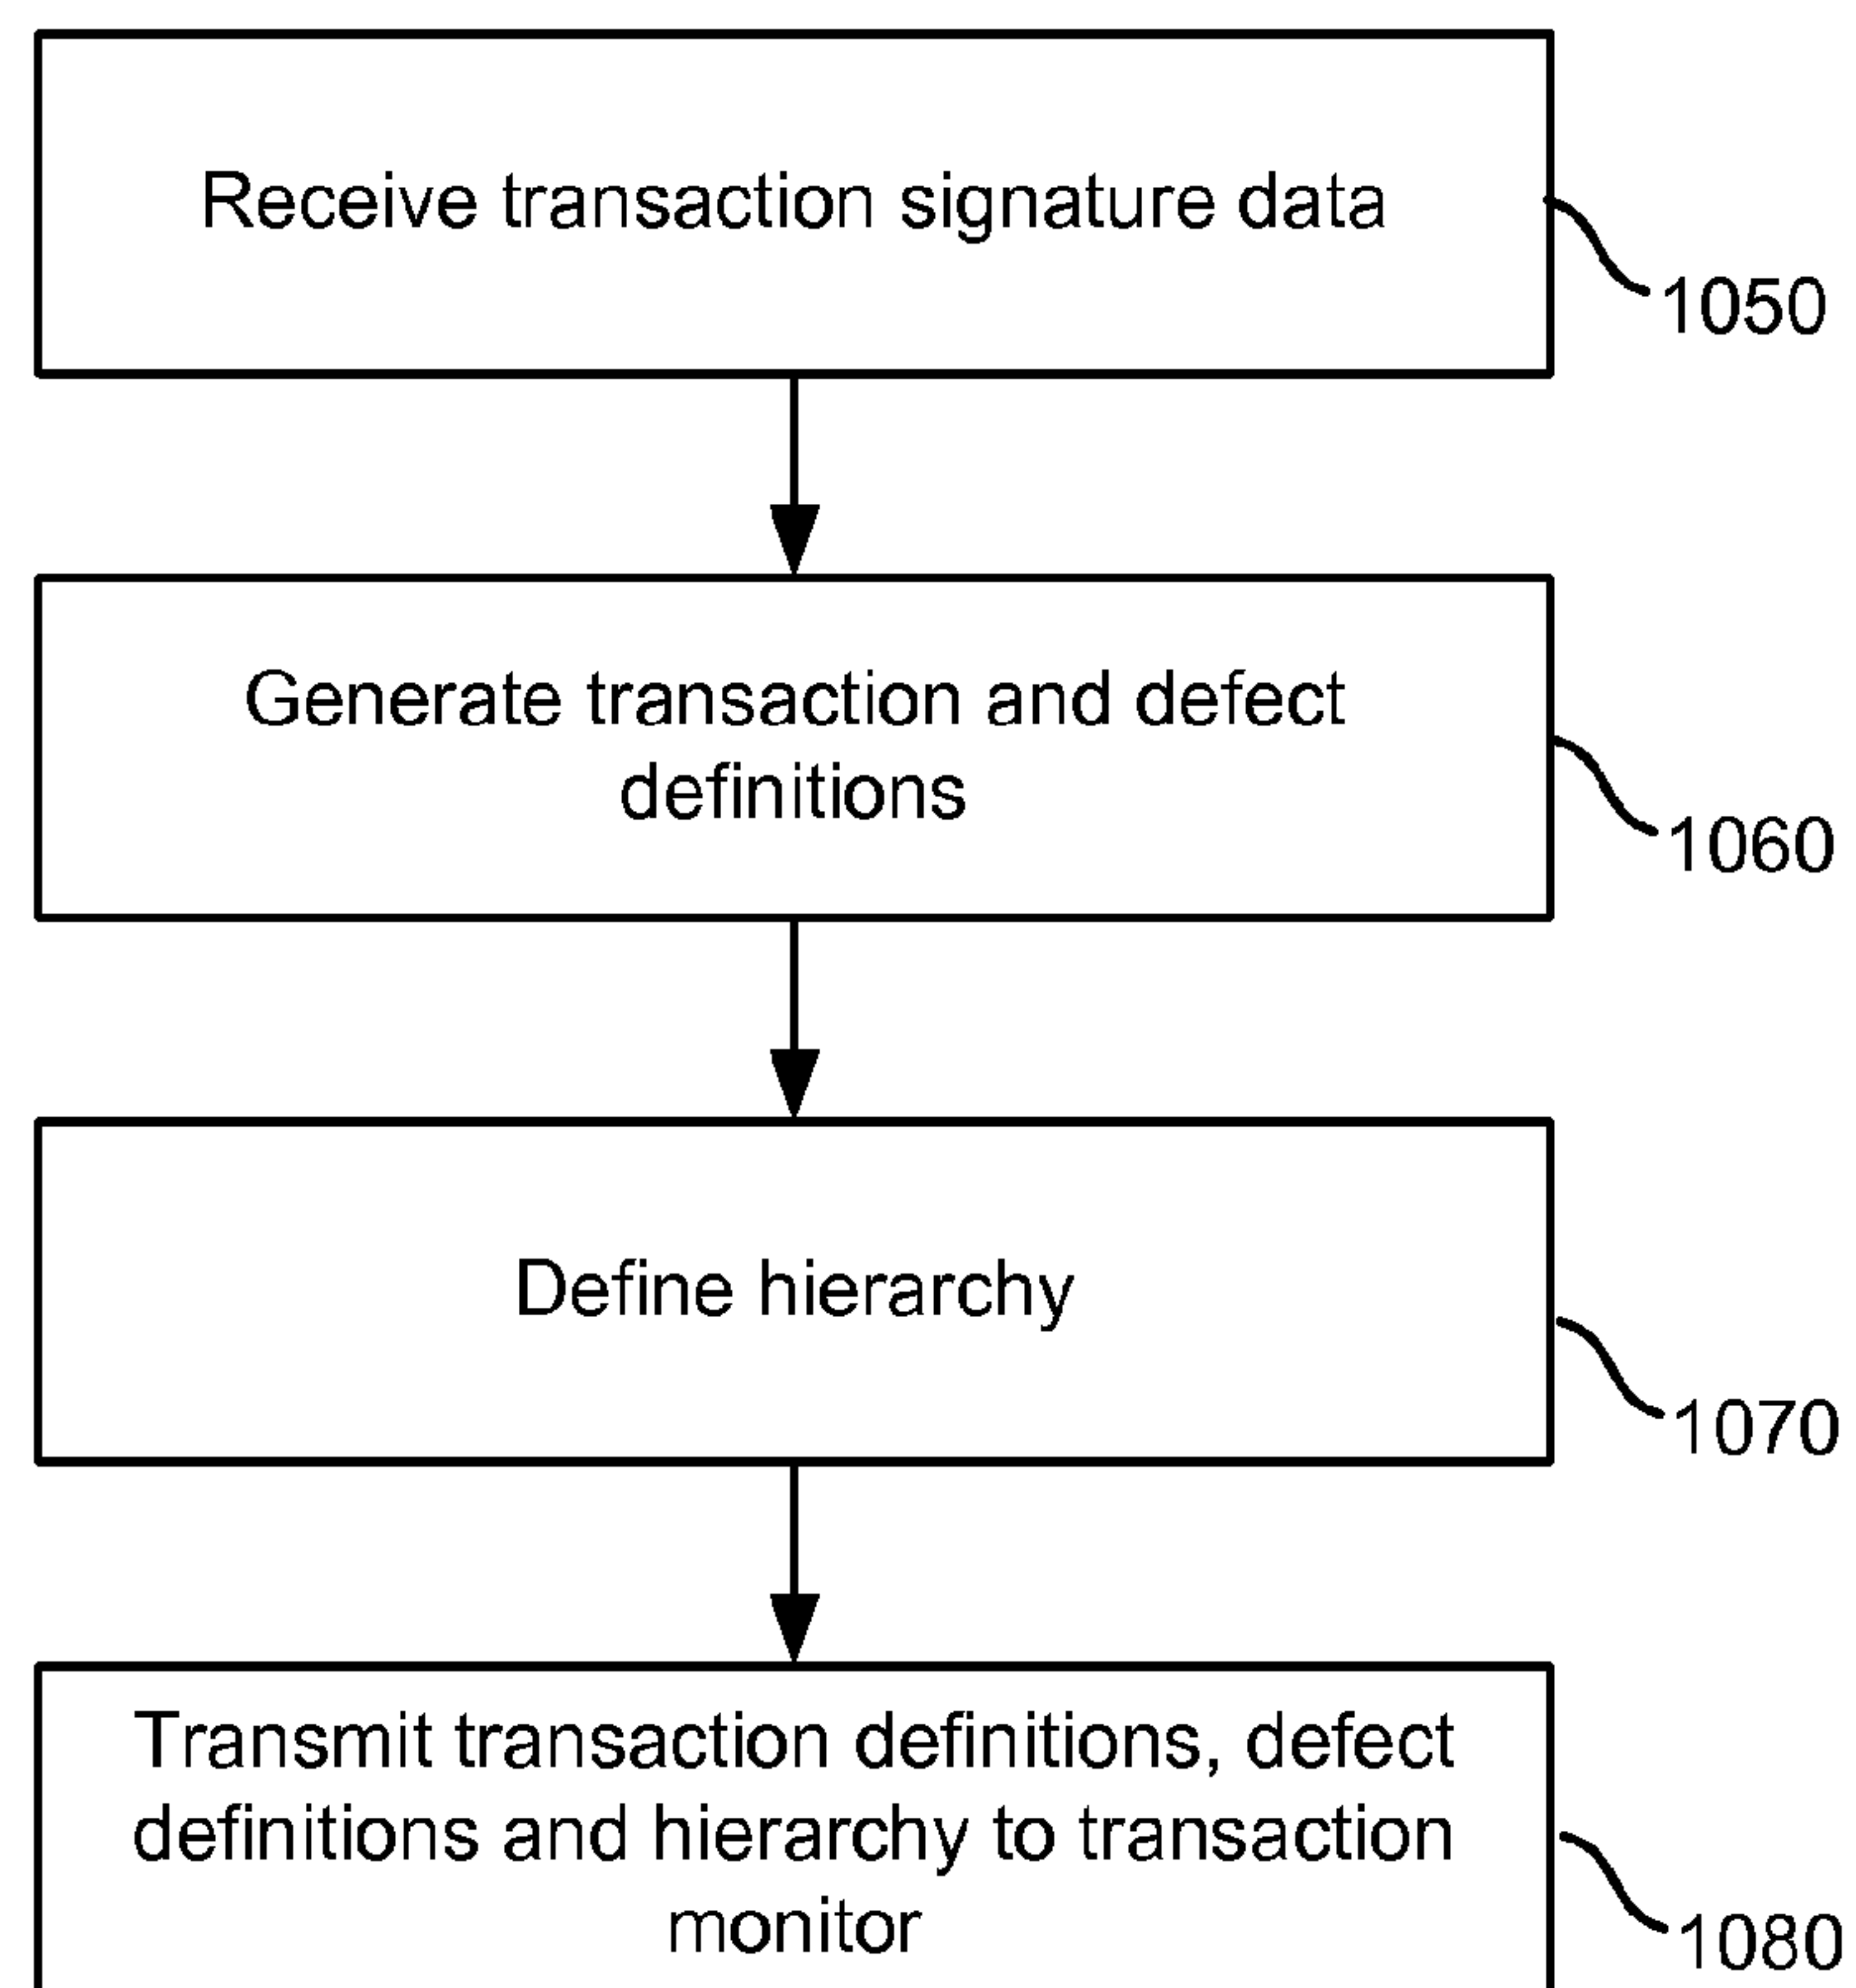 Receive transaction signature data
1050
Generate transaction and defect
definitions
1060
Define hierarchy
1070
Transmit transaction definitions, defect
definitions and hierarchy to transaction
monitor
1080